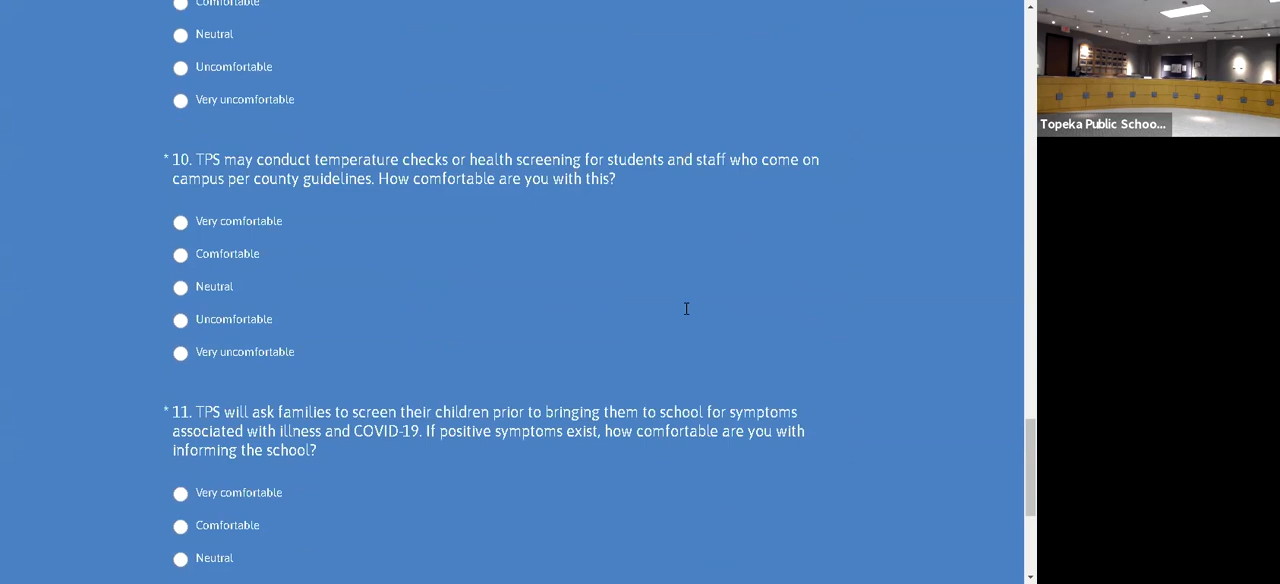 Comfortable
Neutral
Uncomfortable
Very uncomfortable
* 10. TPS may conduct temperature checks or health screening for students and staff who come on
campus per county guidelines. How comfortable are you with this?
Very comfortable
Comfortable
Neutral
Uncomfortable
Very uncomfortable
* 11. TPS will ask families to screen their children prior to bringing them to school for symptoms
associated with illness and COVID-19. If positive symptoms exist, how comfortable are you with
informing the school?
Very comfortable
Comfortable
Neutral
Topeka Public Schoo...